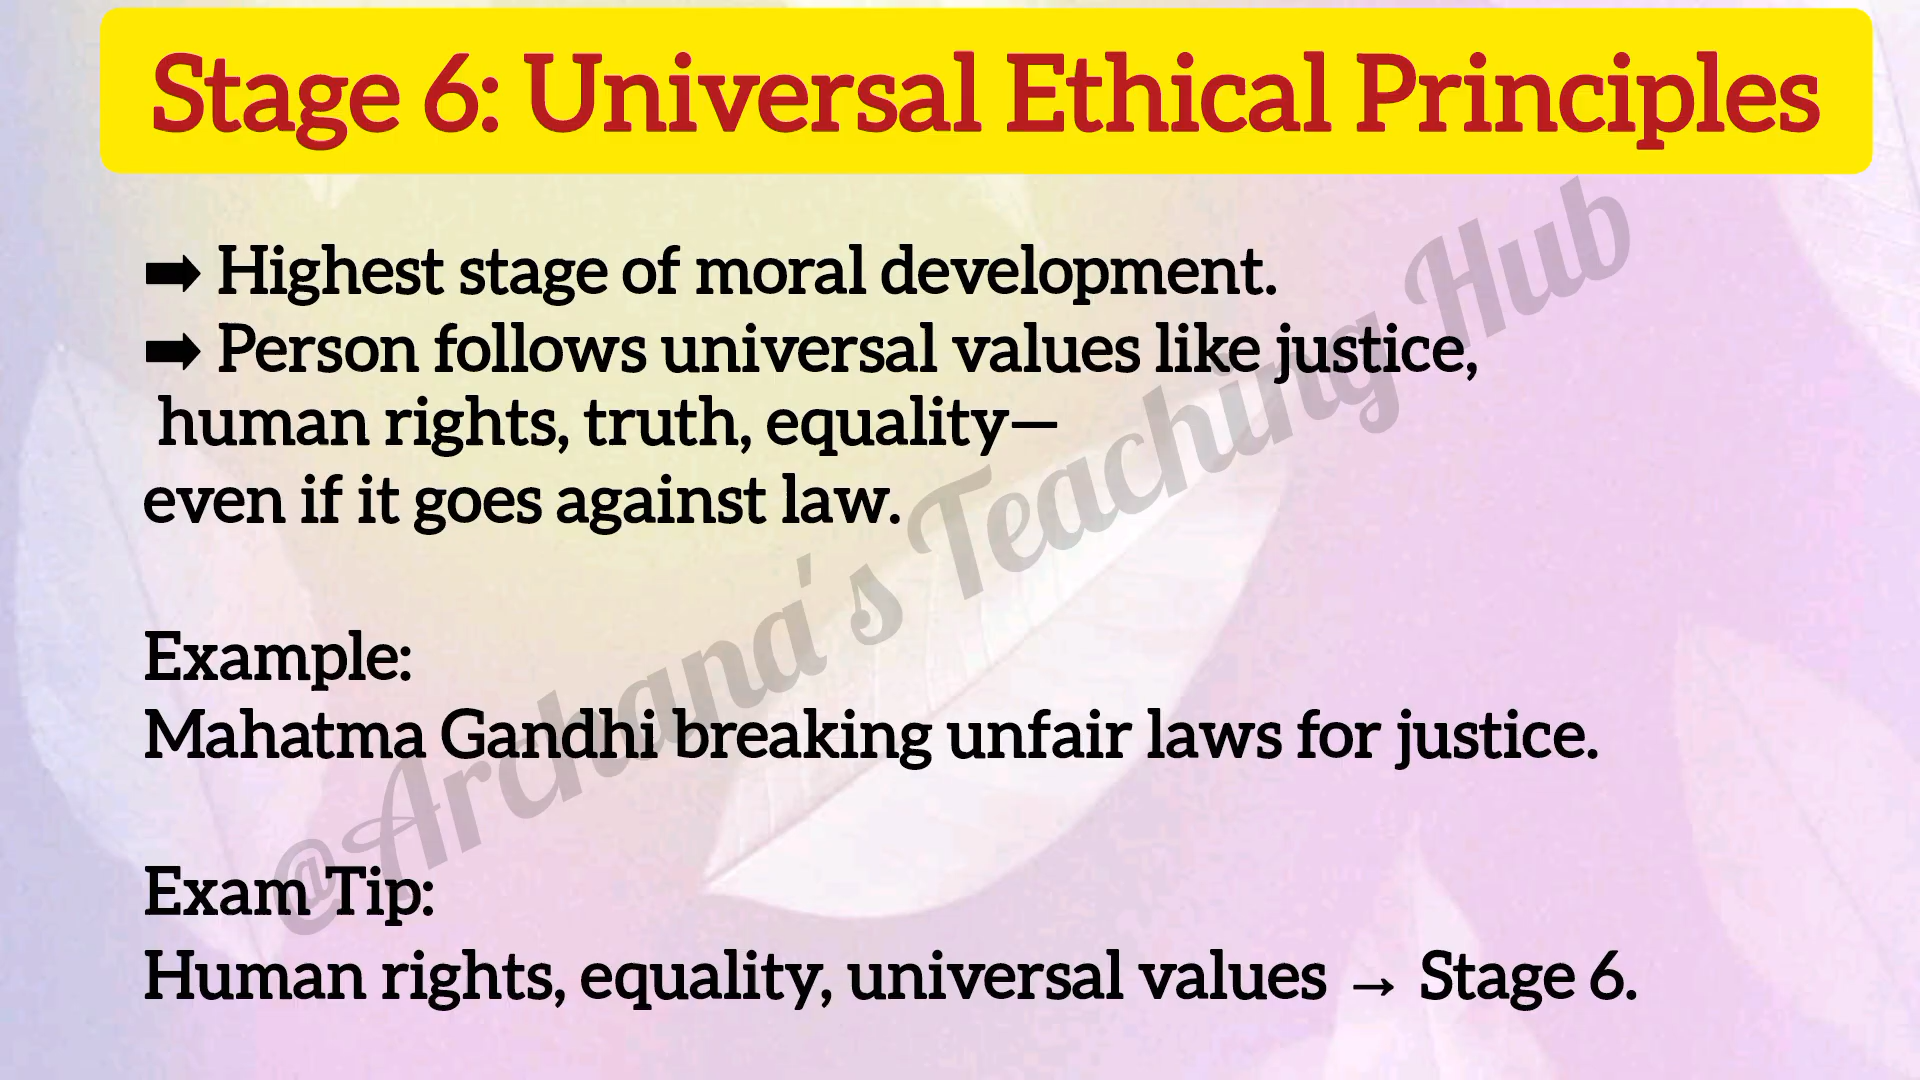 Stage 6: Universal Ethical Principles
➡ Highest stage of moral development.
➡ Person follows universal values like justice,
human rights, truth, equality—
even if it goes against law.
Example:
Mahatma Gandhi breaking unfair laws for justice.
Exam Tip:
Human rights, equality, universal values → Stage 6.
@Archana's Teaching Hub